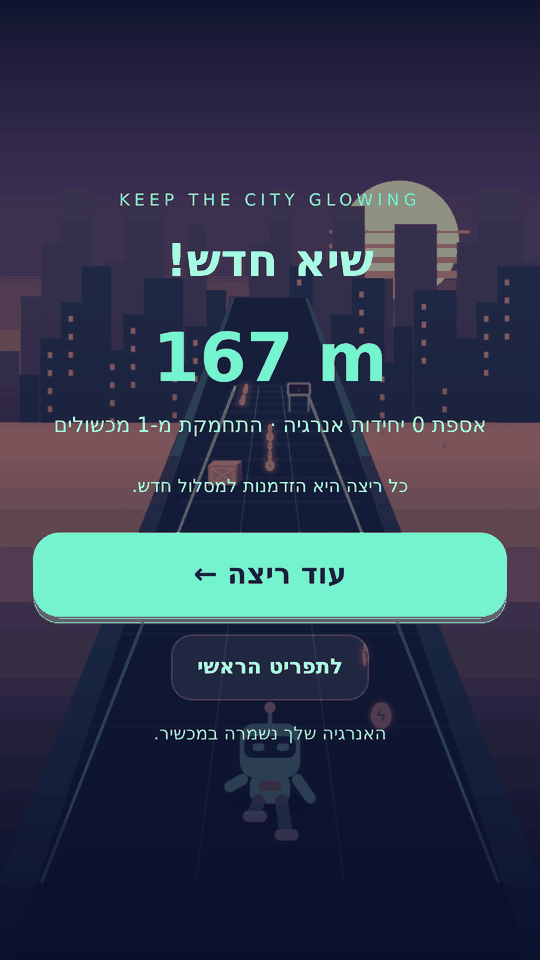 KEEP THE CITY GLOWING
שיא חדש!
167 m
אספת 0 יחידות אנרגיה · התחמקת מ-1 מכשולים
כל ריצה היא הזדמנות למסלול חדש.
עוד ריצה ←
לתפריט הראשי
האנרגיה שלך נשמרה במכשיר.